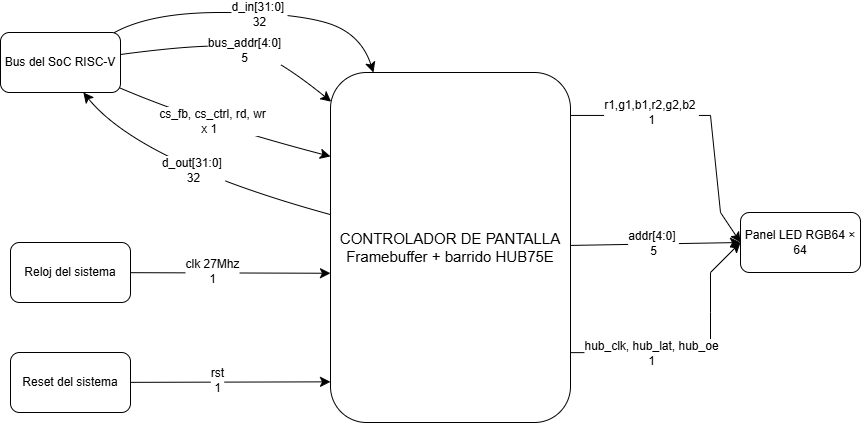 d_in[31:0]
32
bus_addr[4:0]
5
Bus del SoC RISC-V
cs_fb, cs_ctrl, rd, wr
x 1
d_out[31:0]
32
r1,g1,b1,r2,g2,b2
1
CONTROLADOR DE PANTALLA
Framebuffer + barrido HUB75E
addr[4:0]
5
Panel LED RGB64 ×
64
Reloj del sistema
clk 27Mhz
1
hub_clk, hub_lat, hub_oe
1
Reset del sistema
rst
1